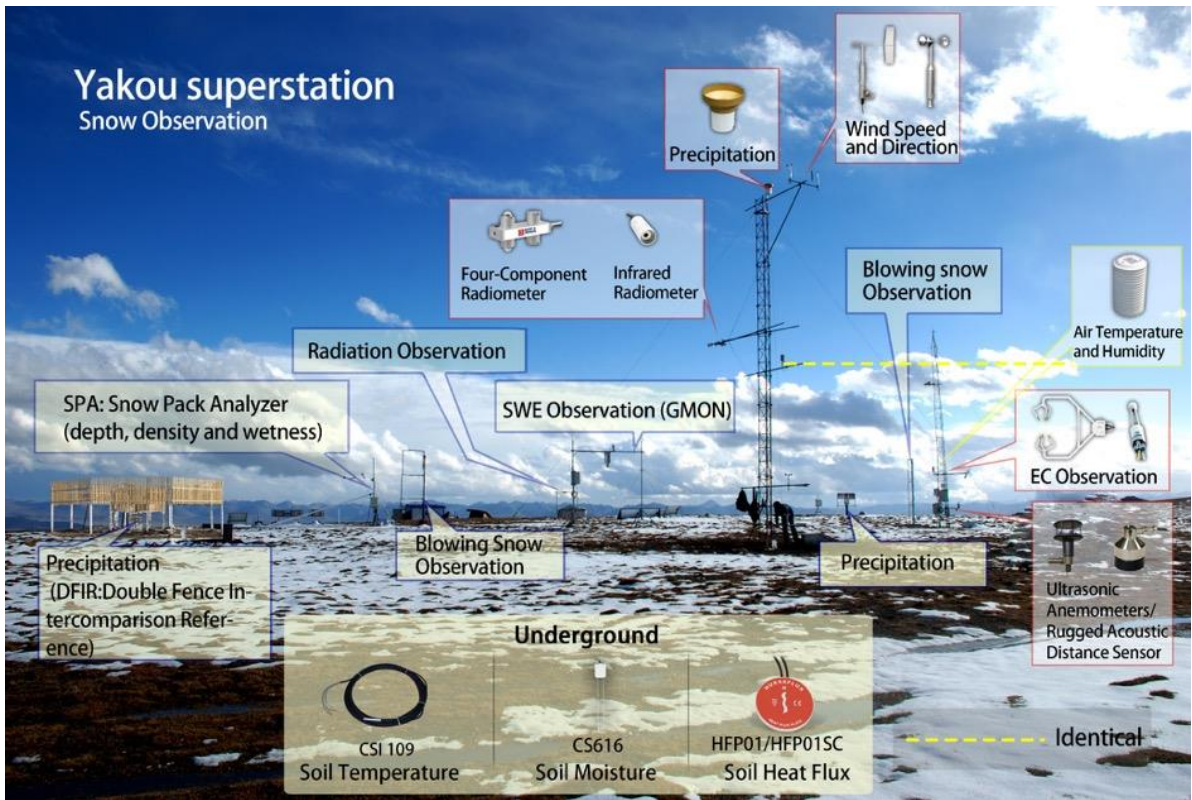 Yakou superstation
Snow Observation
Precipitation
Wind Speed
and Direction
Four-Component
Radiometer
Infrared
Radiometer
Blowing snow
Observation
Air Temperature
and Humidity
Radiation Observation
SPA: Snow Pack Analyzer
(depth, density and wetness)
SWE Observation (GMON)
EC Observation
Precipitation
(DFIR:Double Fence In-
tercomparison Refer-
ence)
Blowing Snow
Observation
Precipitation
Ultrasonic
Anemometers/
Rugged Acoustic
Distance Sensor
Underground
CSI 109
Soil Temperature
CS616
Soil Moisture
HUKSEFLUX
HFP01/HFP01SC
Soil Heat Flux
Identical